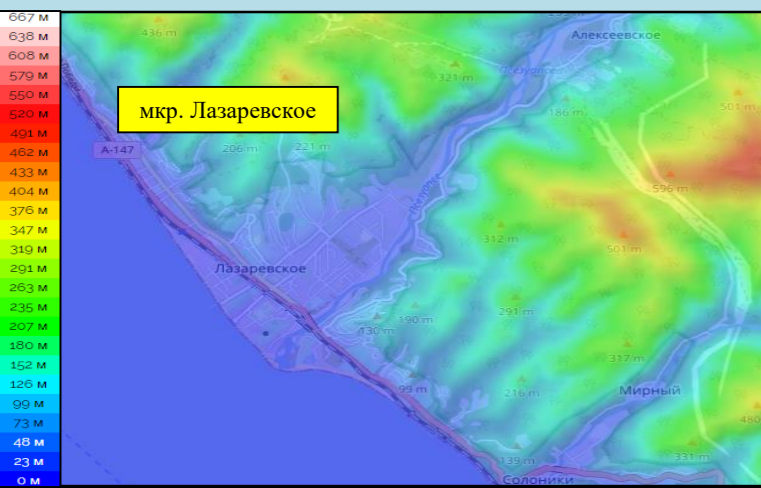 667 м
638 м
608 м
579 м
550 м
520 м
491 м
462 м
433 м
404 м
376 м
347 м
319 м
291 м
263 м
235 м
207 м
180 м
152 м
126 м
99 м
73 м
48 м
23 м
0 м
436 m
Алексеевское
321 m
Псезуапсе
186 m
501 m
мкр. Лазаревское
А-147
206 m
221 m
596 m
312 m
501 m
Лазаревское
291 m
190 m
130 m
317 m
99 m
216 m
Мирный
480
139 m
331 m
Солоники